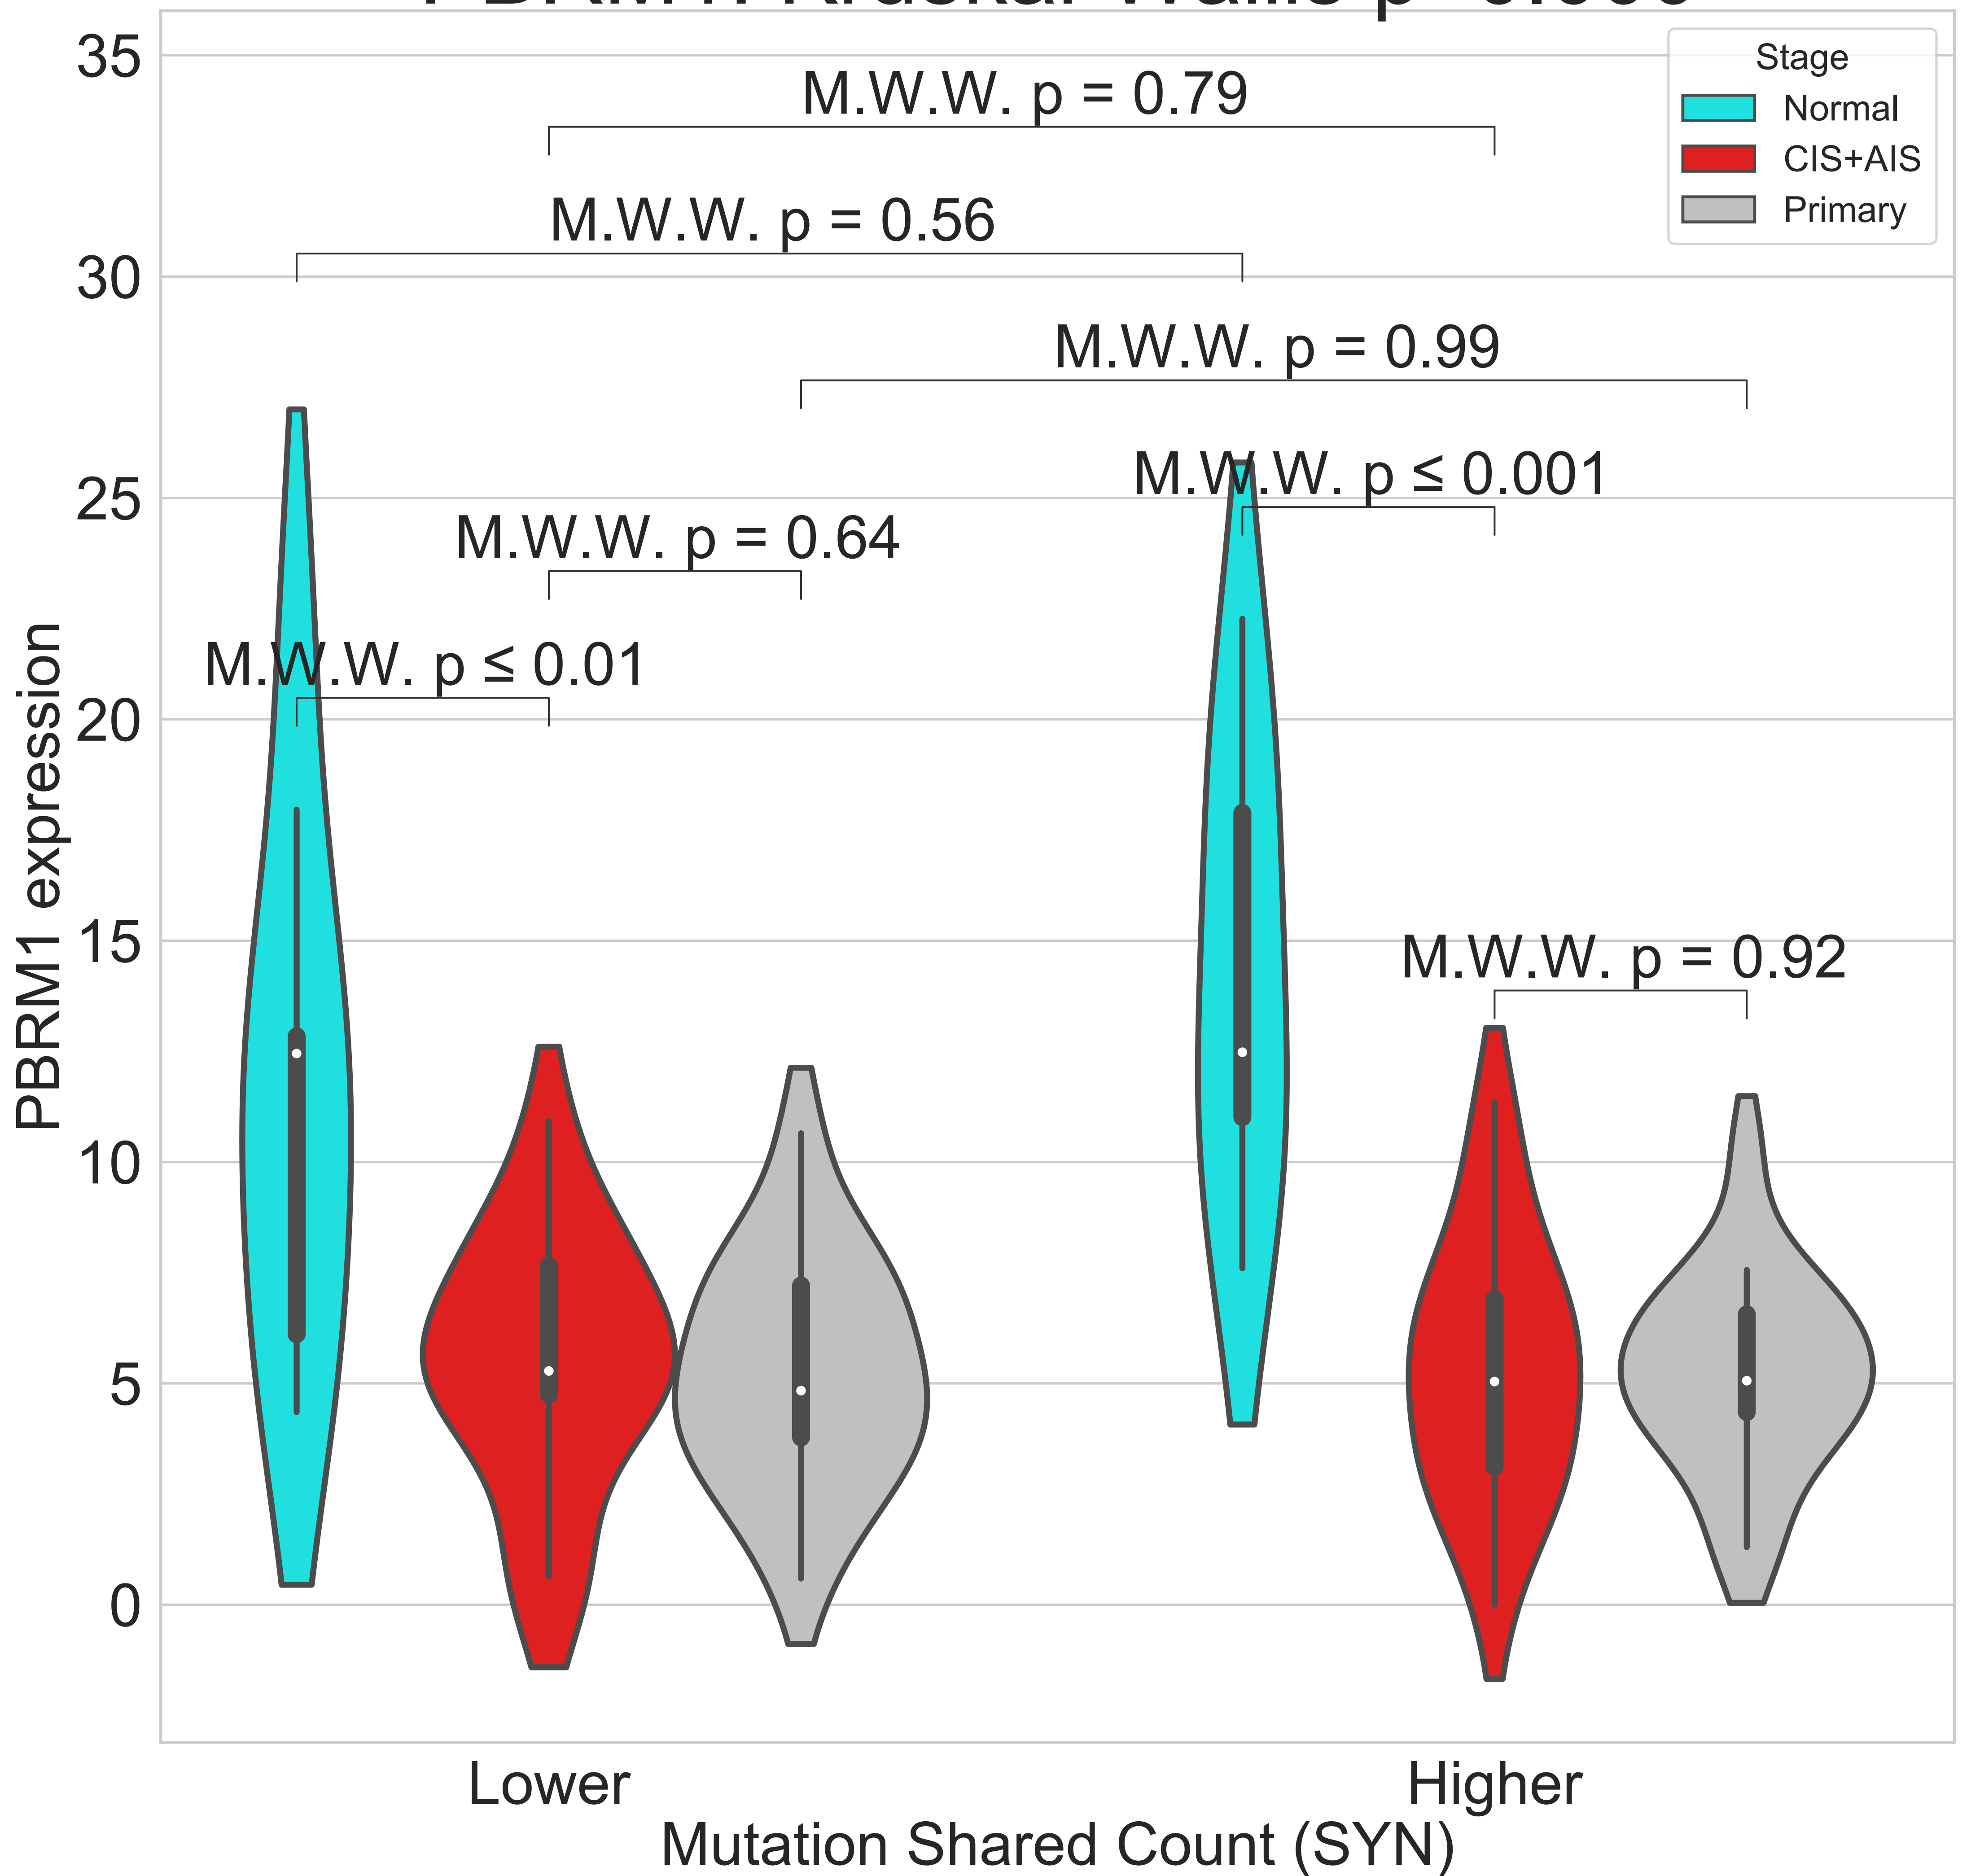 35
30
25
20
15
10
5
0
PBRM1 expression
Stage
Normal
CIS+AIS
Primary
M.W.W. p = 0.79
M.W.W. p = 0.56
M.W.W. p = 0.99
M.W.W. p ≤ 0.001
M.W.W. p = 0.64
M.W.W. p ≤ 0.01
M.W.W. p = 0.92
Lower
Higher
Mutation Shared Count (SYN)